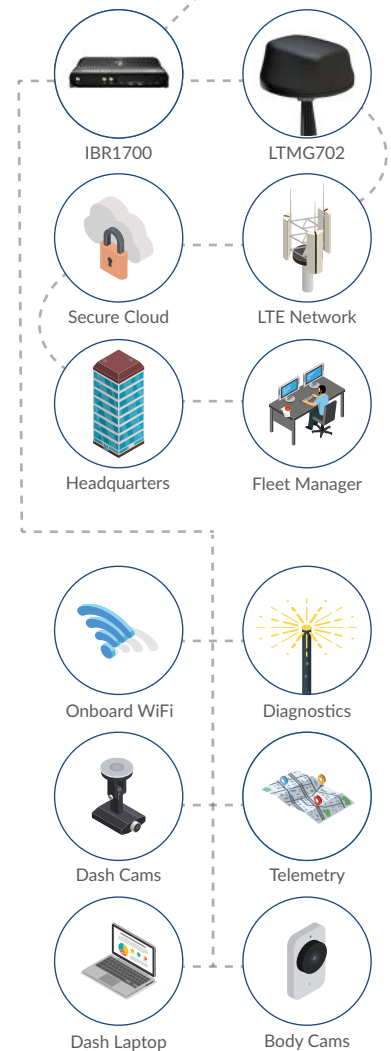 IBR1700
LTMG702
Secure Cloud
LTE Network
Headquarters
Fleet Manager
Onboard WiFi
Diagnostics
Dash Cams
Telemetry
Dash Laptop
Body Cams